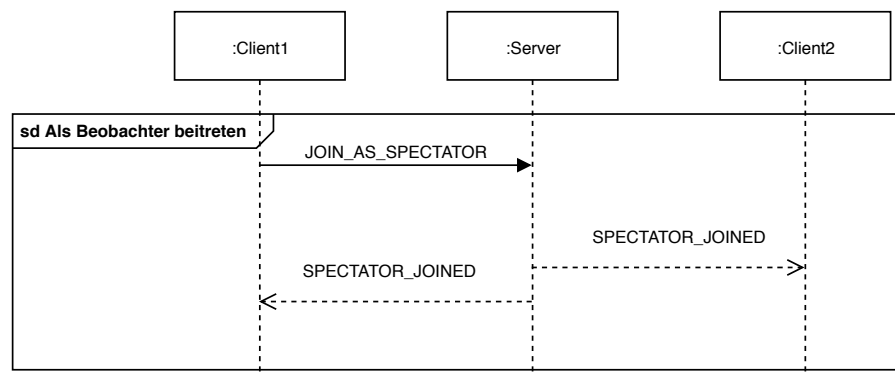 :Client1
:Server
:Client2
sd Als Beobachter beitreten
JOIN_AS_SPECTATOR
SPECTATOR_JOINED
SPECTATOR_JOINED